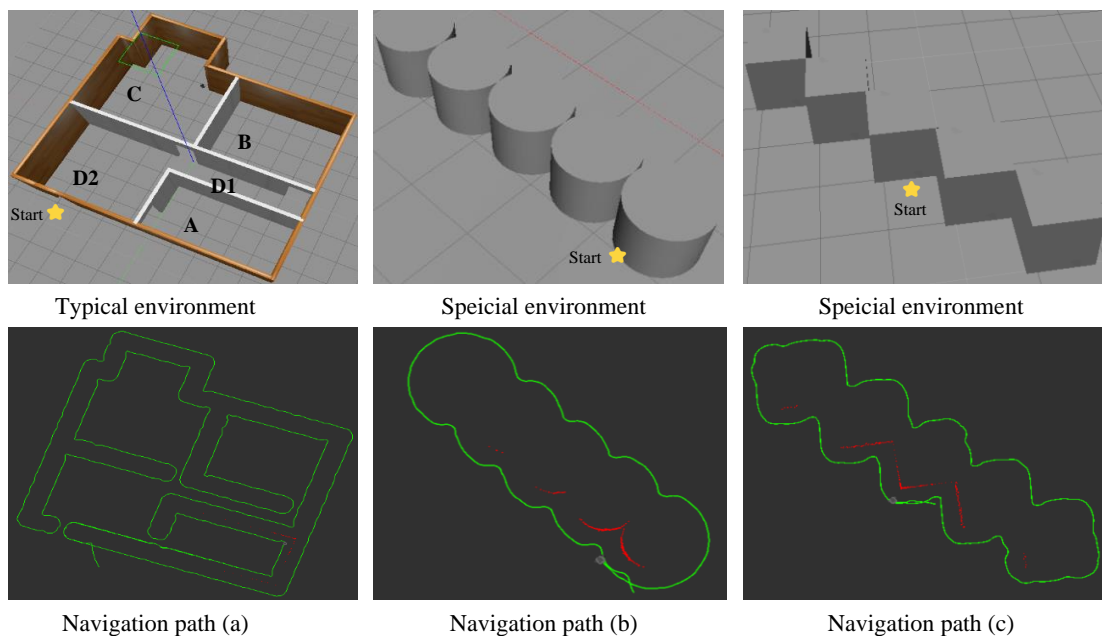 C
B
D2
D1
A
Start
Start
Start
Typical environment
Speicial environment
Speicial environment
Navigation path (a)
Navigation path (b)
Navigation path (c)